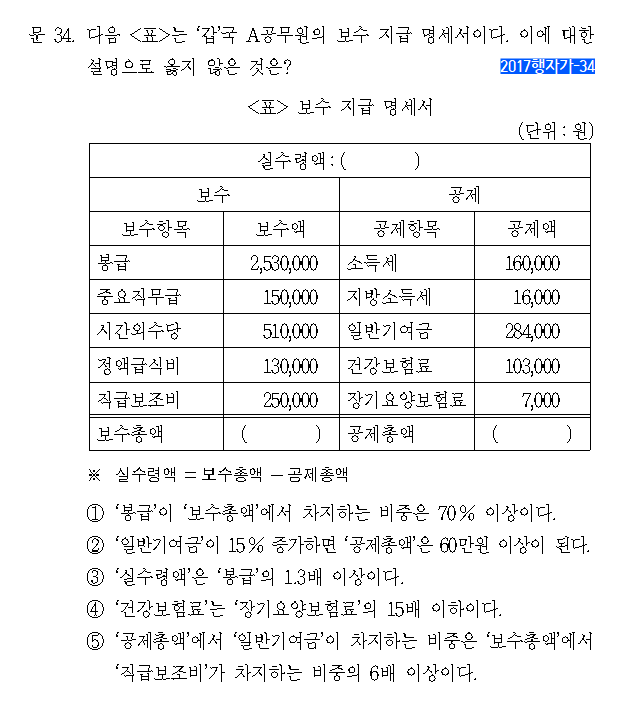 문 34. 다음 <표>는 ‘갑’국 A공무원의 보수 지급 명세서이다. 이에 대한
설명으로 옳지 않은 것은? 2017행자가-34
<표> 보수 지급 명세서
(단위 : 원)
실수령액 : ( )
보수 공제
보수항목 보수액 공제항목 공제액
봉급 2,530,000 소득세 160,000
중요직무급 150,000 지방소득세 16,000
시간외수당 510,000 일반기여금 284,000
정액급식비 130,000 건강보험료 103,000
직급보조비 250,000 장기요양보험료 7,000
보수총액 ( ) 공제총액 ( )
※ 실수령액 = 보수총액 - 공제총액
① ‘봉급’이 ‘보수총액’에서 차지하는 비중은 70% 이상이다.
② ‘일반기여금’이 15% 증가하면 ‘공제총액’은 60만원 이상이 된다.
③ ‘실수령액’은 ‘봉급’의 1.3배 이상이다.
④ ‘건강보험료’는 ‘장기요양보험료’의 15배 이하이다.
⑤ ‘공제총액’에서 ‘일반기여금’이 차지하는 비중은 ‘보수총액’에서
‘직급보조비’가 차지하는 비중의 6배 이상이다.